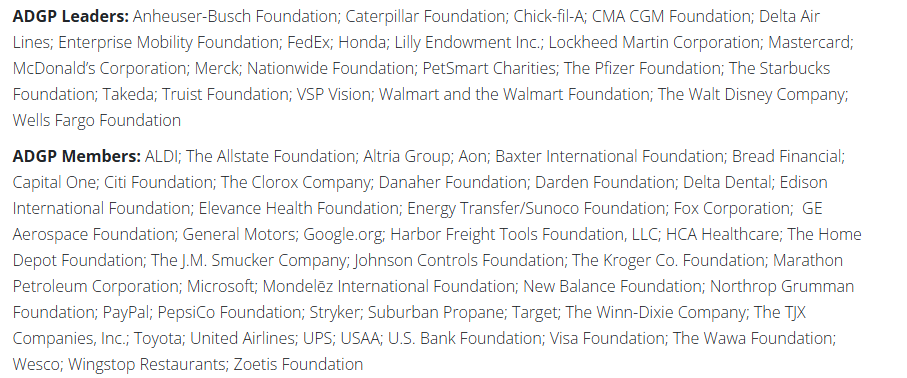 ADGP Leaders: Anheuser-Busch Foundation; Caterpillar Foundation; Chick-fil-A; CMA CGM Foundation; Delta Air
Lines; Enterprise Mobility Foundation; FedEx; Honda; Lilly Endowment Inc.; Lockheed Martin Corporation; Mastercard;
McDonald’s Corporation; Merck; Nationwide Foundation; PetSmart Charities; The Pfizer Foundation; The Starbucks
Foundation; Takeda; Truist Foundation; VSP Vision; Walmart and the Walmart Foundation; The Walt Disney Company;
Wells Fargo Foundation
ADGP Members: ALDI; The Allstate Foundation; Altria Group; Aon; Baxter International Foundation; Bread Financial;
Capital One; Citi Foundation; The Clorox Company; Danaher Foundation; Darden Foundation; Delta Dental; Edison
International Foundation; Elevance Health Foundation; Energy Transfer/Sunoco Foundation; Fox Corporation; GE
Aerospace Foundation; General Motors; Google.org; Harbor Freight Tools Foundation, LLC; HCA Healthcare; The Home
Depot Foundation; The J.M. Smucker Company; Johnson Controls Foundation; The Kroger Co. Foundation; Marathon
Petroleum Corporation; Microsoft; Mondelēz International Foundation; New Balance Foundation; Northrop Grumman
Foundation; PayPal; PepsiCo Foundation; Stryker; Suburban Propane; Target; The Winn-Dixie Company; The TJX
Companies, Inc.; Toyota; United Airlines; UPS; USAA; U.S. Bank Foundation; Visa Foundation; The Wawa Foundation;
Wesco; Wingstop Restaurants; Zoetis Foundation